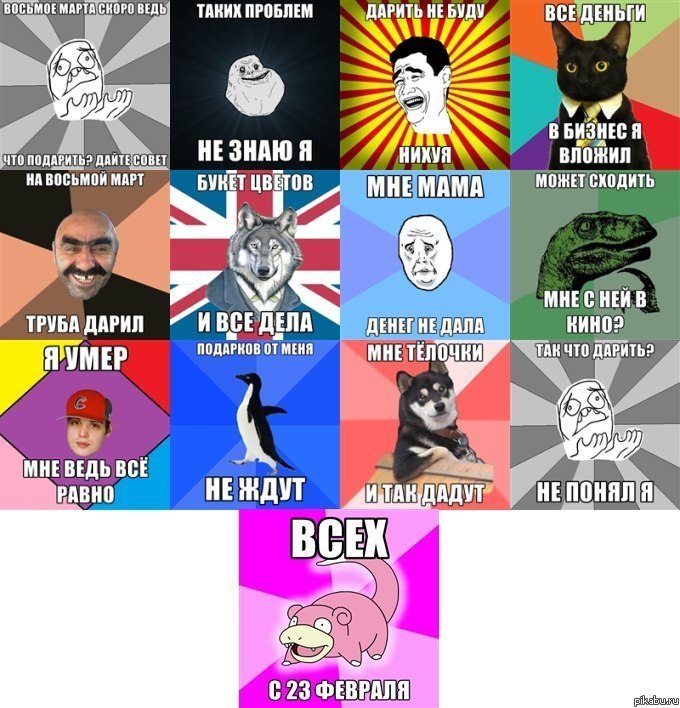 ВОСЬМОЕ МАРТА СКОРО ВЕДЬ
ЧТО ПОДАРИТЬ? ДАЙТЕ СОВЕТ
ТАКИХ ПРОБЛЕМ
НЕ ЗНАЮ Я
ДАРИТЬ НЕ БУДУ
НИХУЯ
ВСЕ ДЕНЬГИ
В БИЗНЕС Я
ВЛОЖИЛ
НА ВОСЬМОЙ МАРТ
ТРУБА ДАРИЛ
БУКЕТ ЦВЕТОВ
И ВСЕ ДЕЛА
МНЕ МАМА
ДЕНЕГ НЕ ДАЛА
МОЖЕТ СХОДИТЬ
МНЕ С НЕЙ В
КИНО?
Я УМЕР
МНЕ ВЕДЬ ВСЁ
РАВНО
ПОДАРКОВ ОТ МЕНЯ
НЕ ЖДУТ
МНЕ ТЁЛОЧКИ
И ТАК ДАДУТ
ТАК ЧТО ДАРИТЬ?
НЕ ПОНЯЛ Я
ВСЕХ
С 23 ФЕВРАЛЯ
pikabu.ru